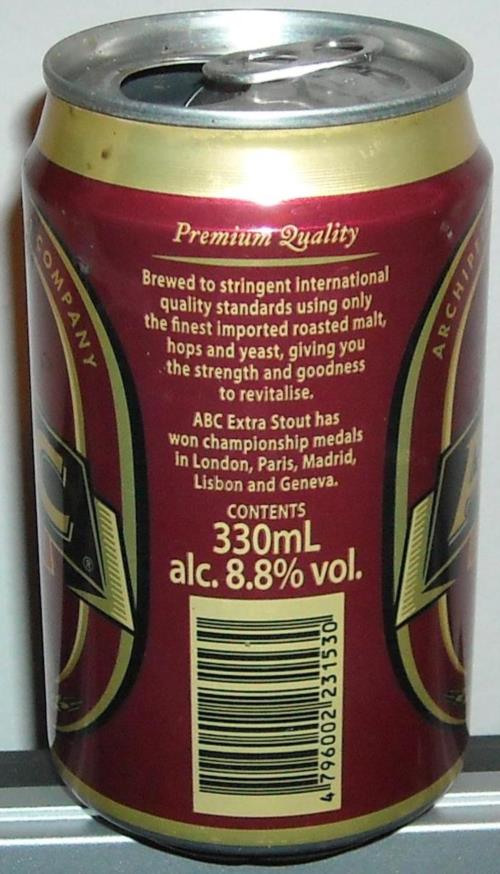 Premium Quality
Brewed to stringent international
quality standards using only
the finest imported roasted malt,
hops and yeast, giving you
the strength and goodness
to revitalise.
ABC Extra Stout has
won championship medals
in London, Paris, Madrid,
Lisbon and Geneva.
CONTENTS
330mL
alc. 8.8% vol.
4 796002 231530
COMPANY
C
®